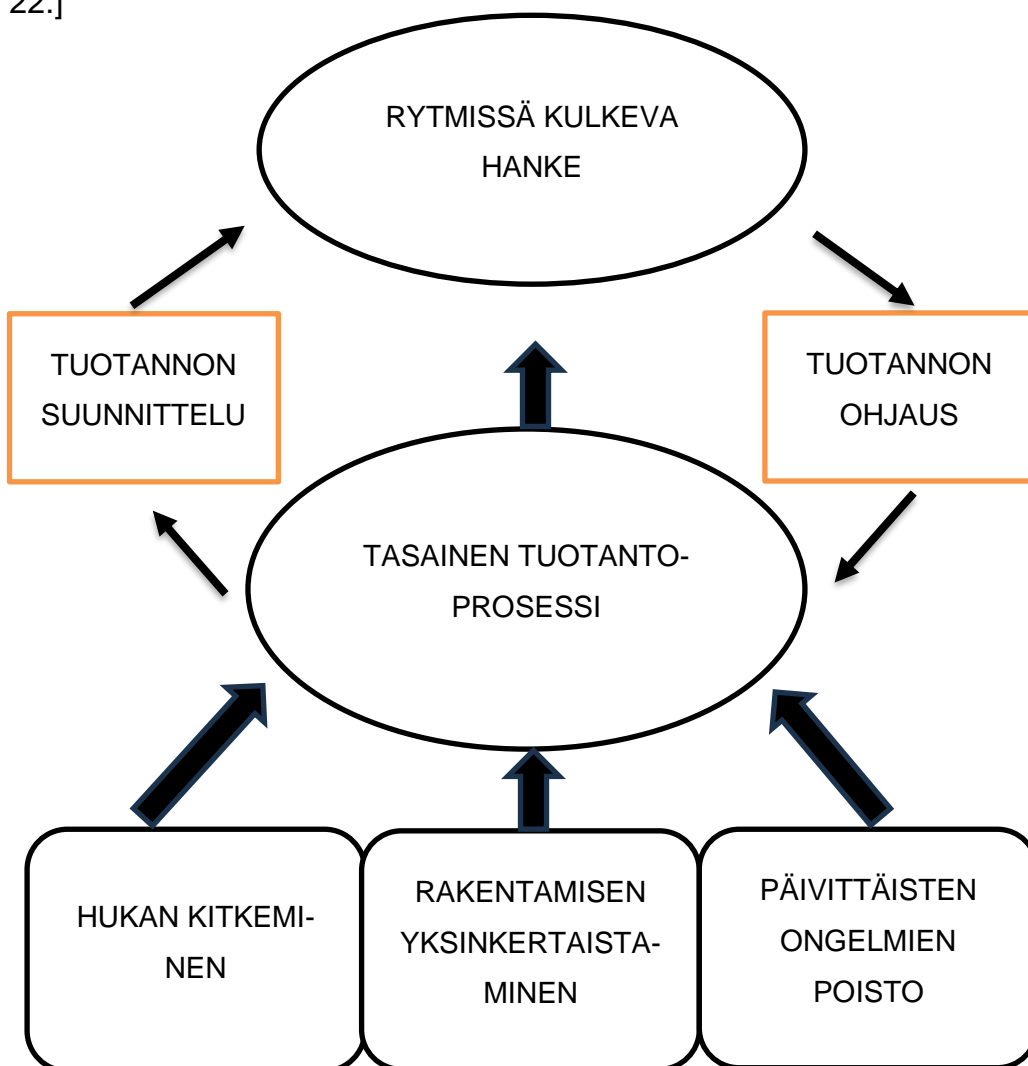 22.]
RYTMISSÄ KULKEVA
HANKE
TUOTANNON
SUUNNITTELU
TUOTANNON
OHJAUS
TASAINEN TUOTANTO-
PROSESSI
HUKAN KITKEMI-
NEN
RAKENTAMISEN
YKSINKERTAISTA-
MINEN
PÄIVITTÄISTEN
ONGELMIEN
POISTO